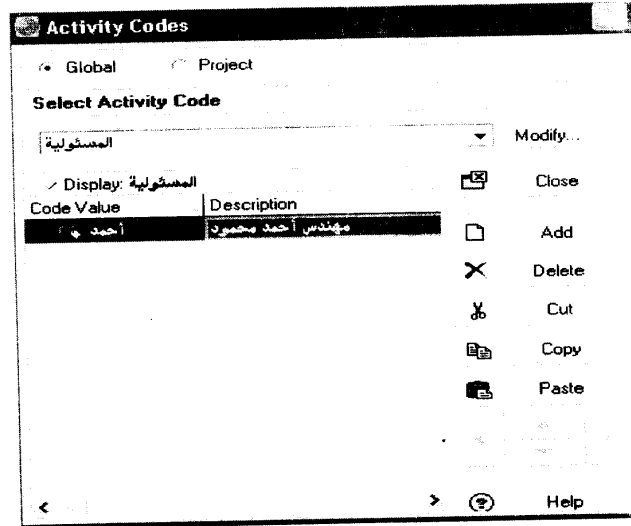 Activity Codes
Global Project
Select Activity Code
المسئولية
Modify...
Display: المسئولية
Close
Code Value Description
أحمد مهندس أحمد محمود
Add
Delete
Cut
Copy
Paste
Help